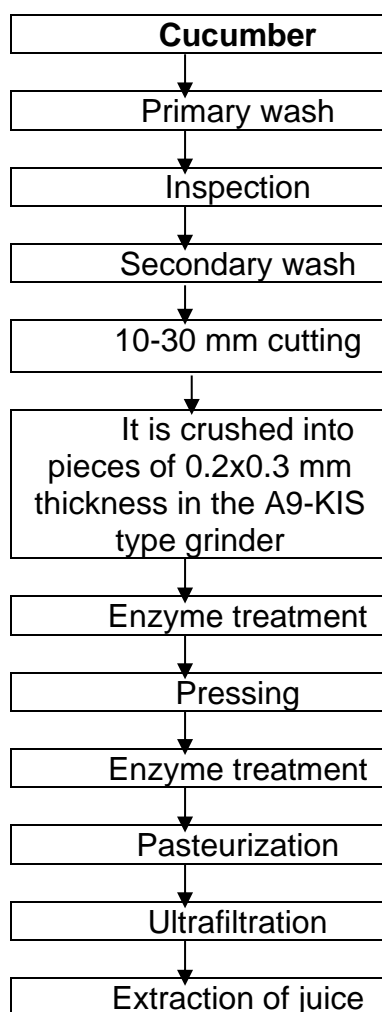 Cucumber
Primary wash
Inspection
Secondary wash
10-30 mm cutting
It is crushed into
pieces of 0.2x0.3 mm
thickness in the A9-KIS
type grinder
Enzyme treatment
Pressing
Enzyme treatment
Pasteurization
Ultrafiltration
Extraction of juice